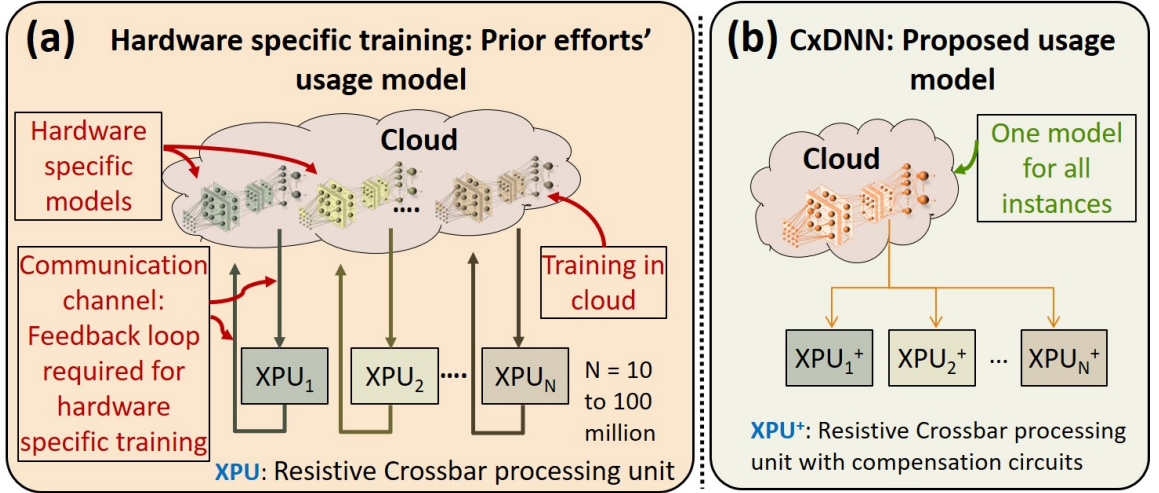 (a) Hardware specific training: Prior efforts’
usage model
Cloud
Hardware
specific
models
....
Communication
channel:
Feedback loop
required for
hardware
specific training
Training in
cloud
XPU1
XPU2
....
XPUN
N = 10
to 100
million
XPU: Resistive Crossbar processing unit
(b) CxDNN: Proposed usage
model
Cloud
One model
for all
instances
XPU1+
XPU2+
...
XPUN+
XPU+: Resistive Crossbar processing
unit with compensation circuits